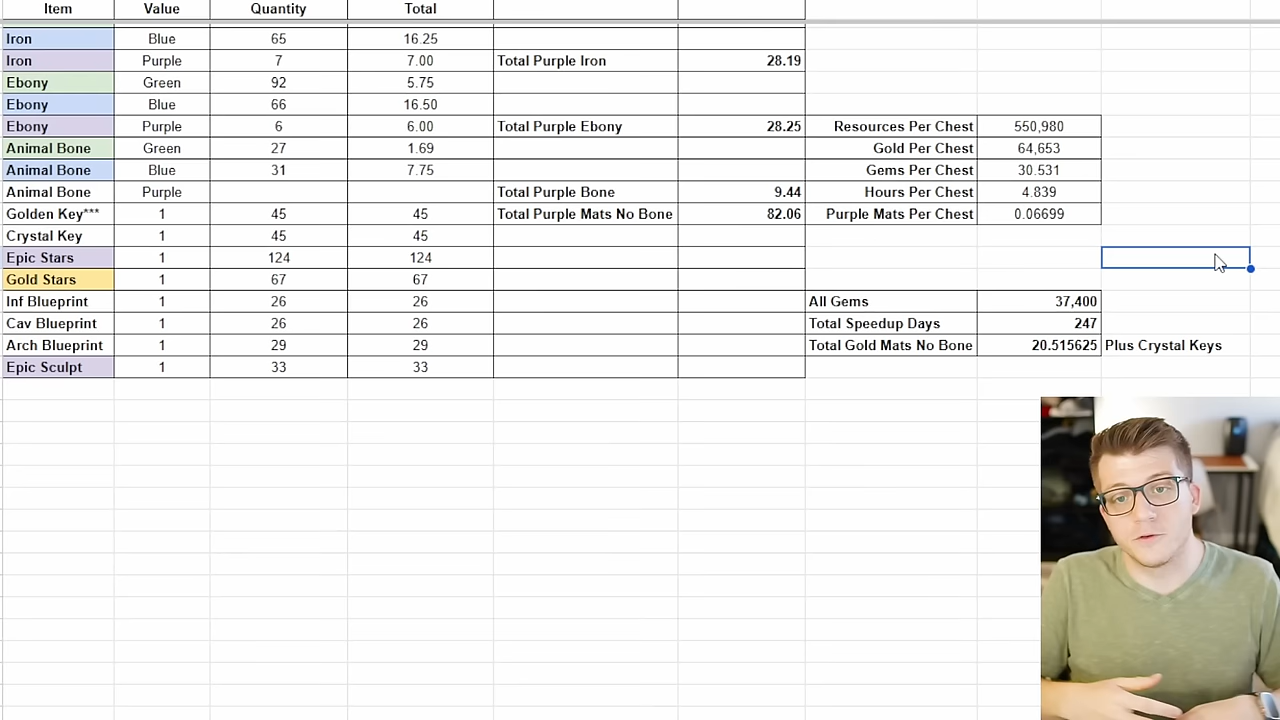 Item Value Quantity Total
Iron Blue 65 16.25
Iron Purple 7 7.00 Total Purple Iron 28.19
Ebony Green 92 5.75
Ebony Blue 66 16.50
Ebony Purple 6 6.00 Total Purple Ebony 28.25 Resources Per Chest 550,980
Animal Bone Green 27 1.69 Gold Per Chest 64,653
Animal Bone Blue 31 7.75 Gems Per Chest 30.531
Animal Bone Purple Total Purple Bone 9.44 Hours Per Chest 4.839
Golden Key*** 1 45 45 Total Purple Mats No Bone 82.06 Purple Mats Per Chest 0.06699
Crystal Key 1 45 45
Epic Stars 1 124 124
Gold Stars 1 67 67
Inf Blueprint 1 26 26 All Gems 37,400
Cav Blueprint 1 26 26 Total Speedup Days 247
Arch Blueprint 1 29 29 Total Gold Mats No Bone 20.515625 Plus Crystal Keys
Epic Sculpt 1 33 33